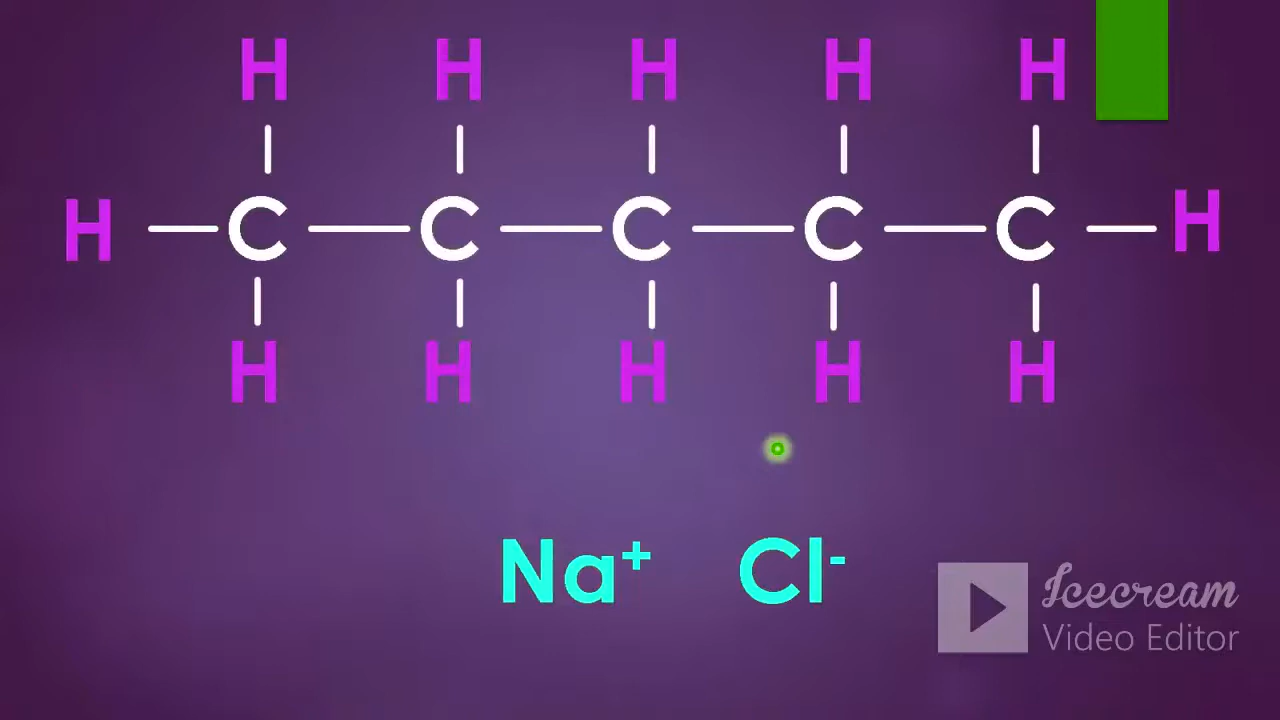 H H H H H
H C C C C C H
H H H H H
Na⁺ Cl⁻
Icecream
Video Editor